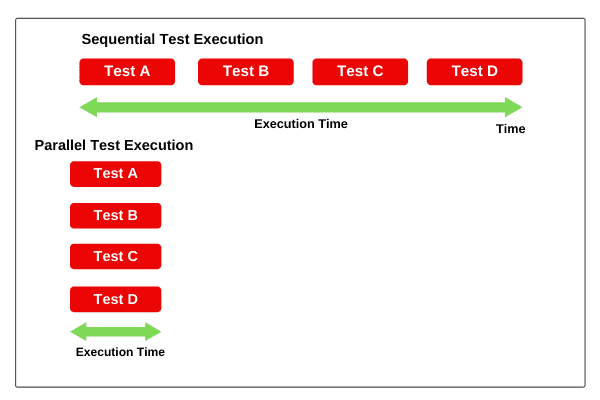 Sequential Test Execution
Test A Test B Test C Test D
Execution Time
Time
Parallel Test Execution
Test A
Test B
Test C
Test D
Execution Time